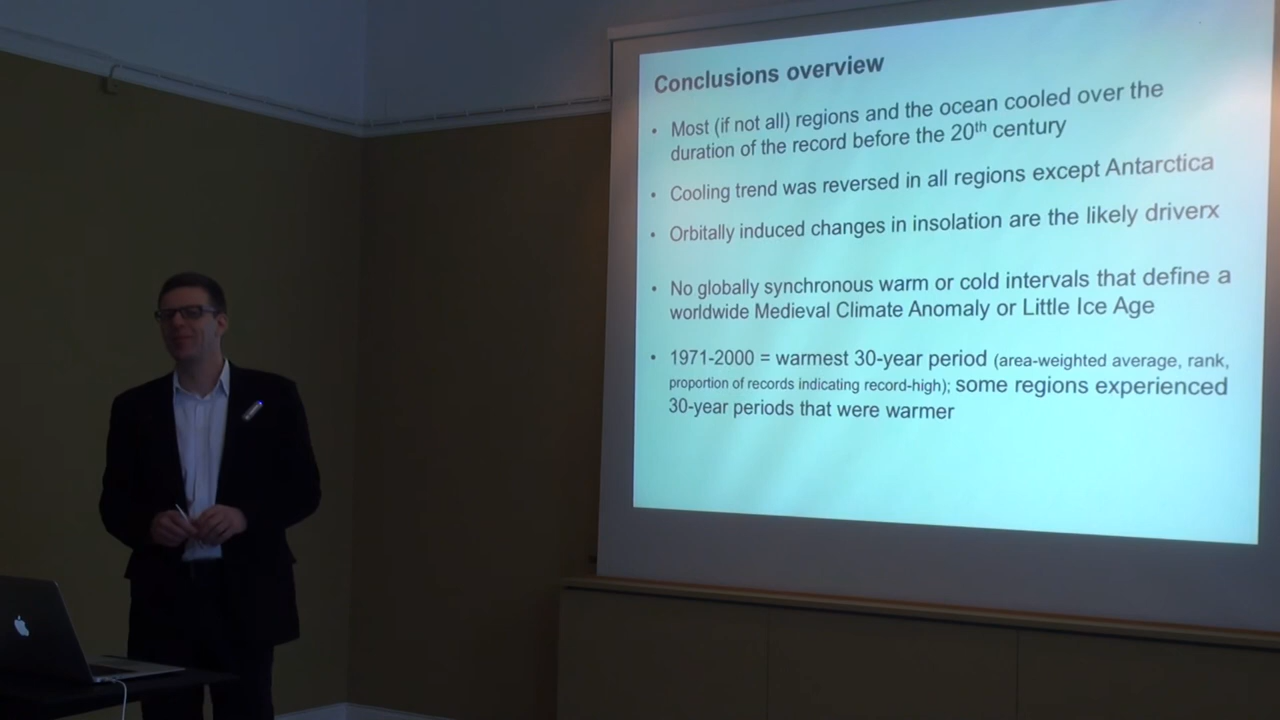 Conclusions overview
• Most (if not all) regions and the ocean cooled over the
duration of the record before the 20th century
• Cooling trend was reversed in all regions except Antarctica
• Orbitally induced changes in insolation are the likely driverx
• No globally synchronous warm or cold intervals that define a
worldwide Medieval Climate Anomaly or Little Ice Age
• 1971-2000 = warmest 30-year period (area-weighted average, rank,
proportion of records indicating record-high); some regions experienced
30-year periods that were warmer